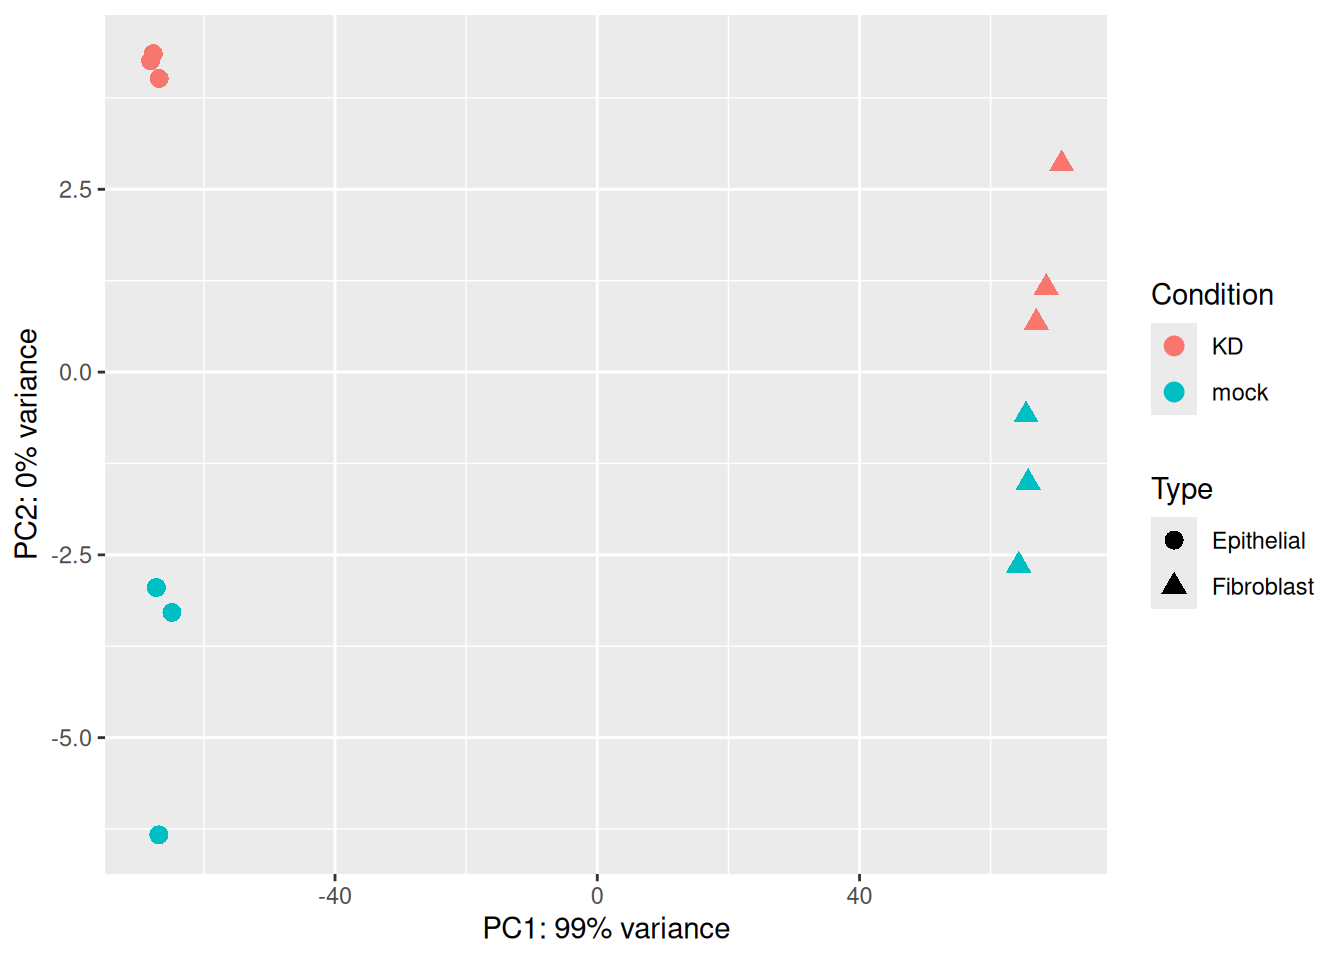 PC2: 0% variance
2.5
0.0
-2.5
-5.0
-40
0
40
PC1: 99% variance
Condition
KD
mock
Type
Epithelial
Fibroblast